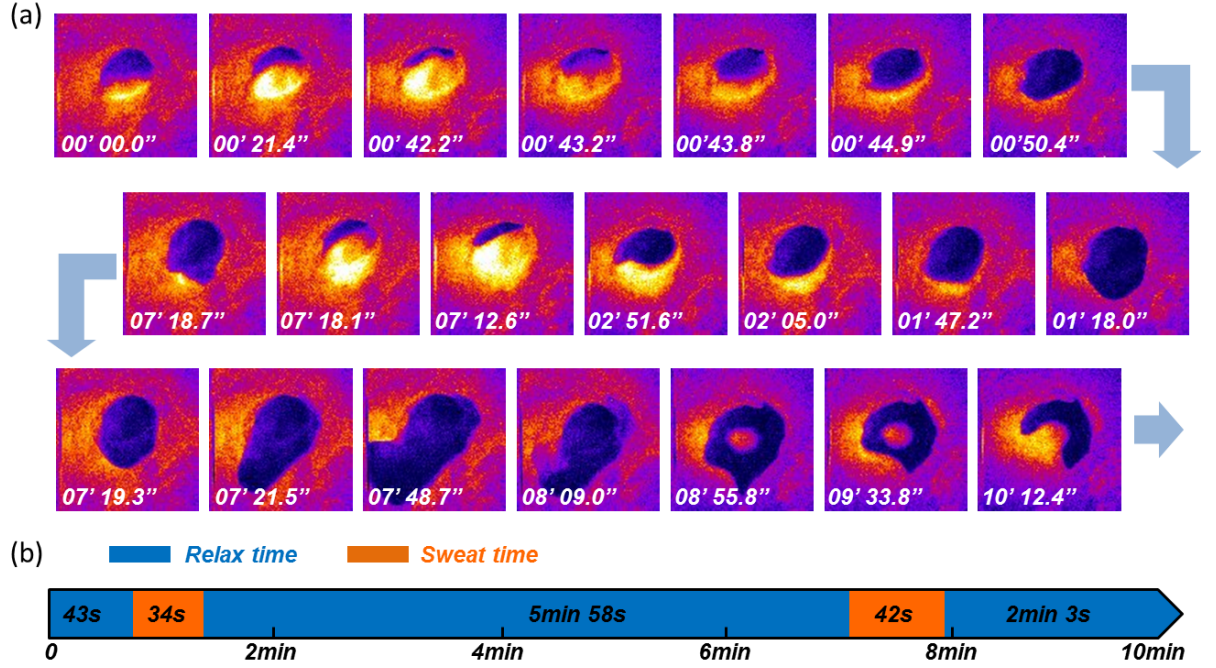 (a)
00’ 00.0” 00’ 21.4” 00’ 42.2” 00’ 43.2” 00’43.8” 00’ 44.9” 00’50.4”
07’ 18.7” 07’ 18.1” 07’ 12.6” 02’ 51.6” 02’ 05.0” 01’ 47.2” 01’ 18.0”
07’ 19.3” 07’ 21.5” 07’ 48.7” 08’ 09.0” 08’ 55.8” 09’ 33.8” 10’ 12.4”
(b) Relax time Sweat time
43s 34s 5min 58s 42s 2min 3s
0 2min 4min 6min 8min 10min